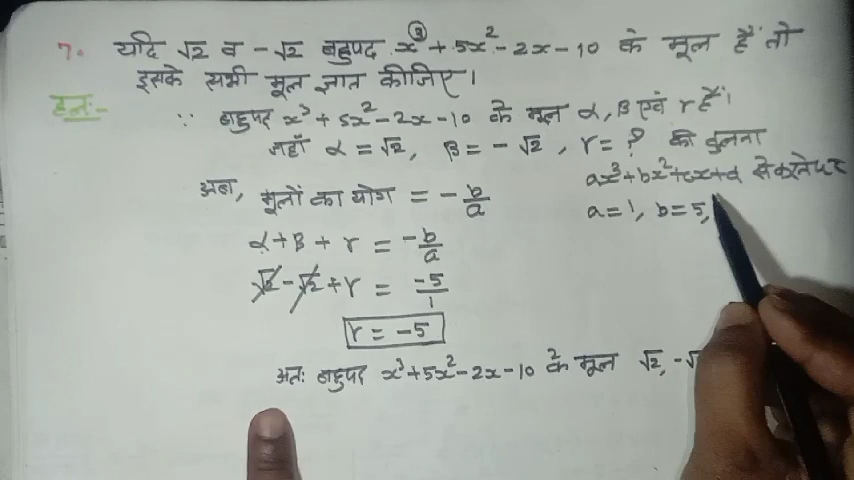 7. यदि √2 व -√2 बहुपद x³ + 5x² - 2x - 10 के मूल हैं तो
इसके सभी मूल ज्ञात कीजिए।
हलः-
∵ बहुपद x³ + 5x² - 2x - 10 के मूल α, β एवं r हैं।
जहाँ α = √2, β = - √2, r = ?
की तुलना
ax³ + bx² + cx + d से करने पर
a = 1, b = 5,
अतः, मूलों का योग = - b/a
α + β + r = - b/a
√2 - √2 + r = -5/1
r = -5
अतः बहुपद x³ + 5x² - 2x - 10 के मूल √2, -√